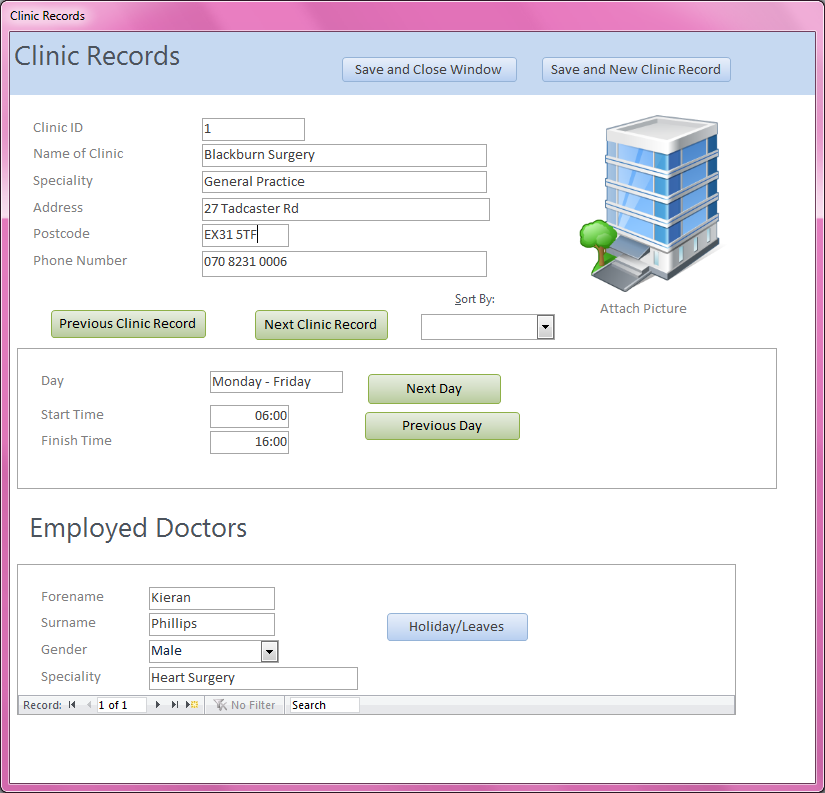 Clinic Records
Clinic Records
Save and Close Window
Save and New Clinic Record
Clinic ID 1
Name of Clinic Blackburn Surgery
Speciality General Practice
Address 27 Tadcaster Rd
Postcode EX31 5TF
Phone Number 070 8231 0006
Attach Picture
Sort By:
Previous Clinic Record
Next Clinic Record
Day Monday - Friday
Next Day
Start Time 06:00
Previous Day
Finish Time 16:00
Employed Doctors
Forename Kieran
Surname Phillips
Holiday/Leaves
Gender Male
Speciality Heart Surgery
Record: 1 of 1 No Filter Search